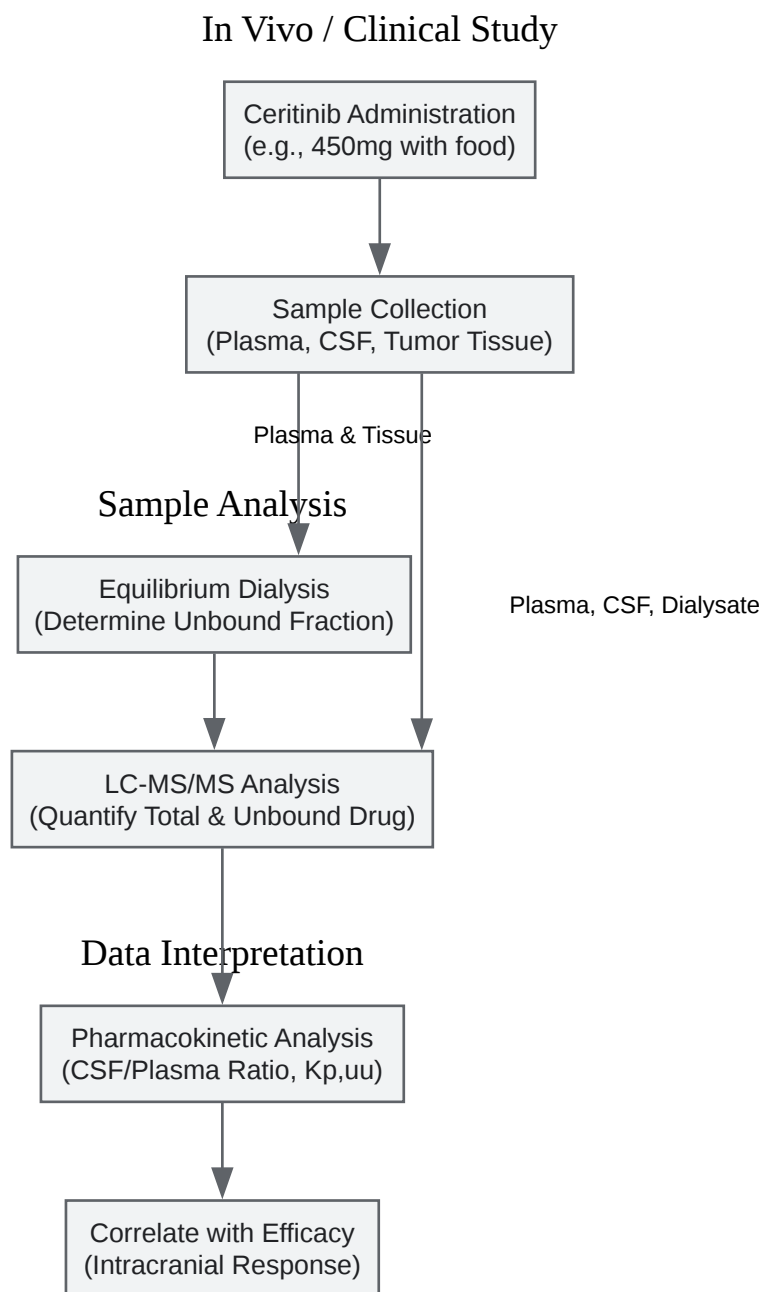 In Vivo / Clinical Study
Ceritinib Administration
(e.g., 450mg with food)
Sample Collection
(Plasma, CSF, Tumor Tissue)
Plasma & Tissue
Sample Analysis
Equilibrium Dialysis
(Determine Unbound Fraction)
Plasma, CSF, Dialysate
LC-MS/MS Analysis
(Quantify Total & Unbound Drug)
Data Interpretation
Pharmacokinetic Analysis
(CSF/Plasma Ratio, Kp,uu)
Correlate with Efficacy
(Intracranial Response)